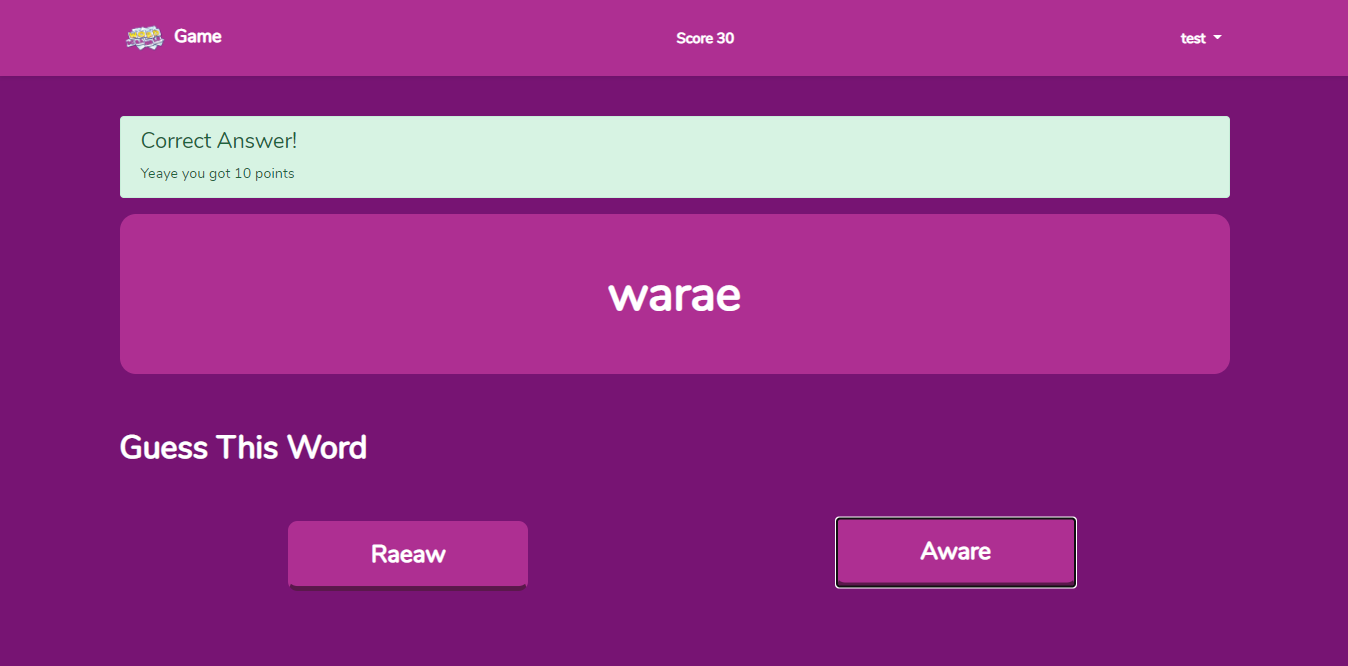 Game
Score 30
test
Correct Answer!
Yeaye you got 10 points
warae
Guess This Word
Raeaw
Aware